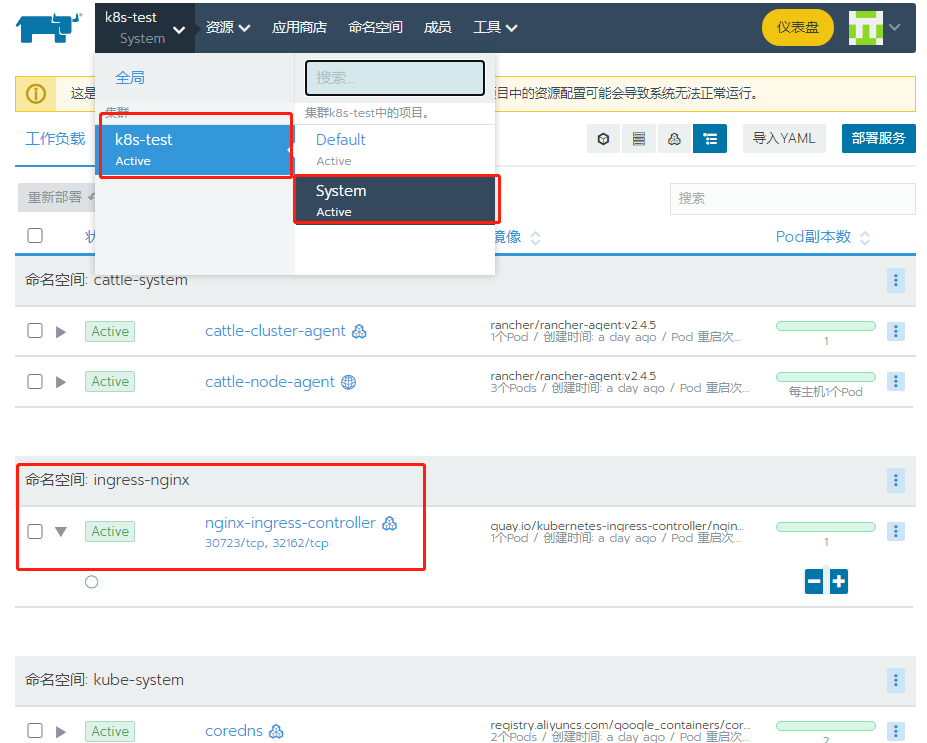 k8s-test
System
资源
应用商店
命名空间
成员
工具
仪表盘
全局
搜索...
这是
项目中的资源配置可能会导致系统无法正常运行。
集群
集群k8s-test中的项目。
工作负载
k8s-test
Active
Default
Active
导入YAML
部署服务
System
Active
重新部署
搜索
镜像
Pod副本数
命名空间: cattle-system
Active
cattle-cluster-agent
rancher/rancher-agent:v2.4.5
1个Pod / 创建时间: a day ago / Pod 重启次...
1
Active
cattle-node-agent
rancher/rancher-agent:v2.4.5
3个Pods / 创建时间: a day ago / Pod 重启次...
每主机1个Pod
命名空间: ingress-nginx
Active
nginx-ingress-controller
30723/tcp, 32162/tcp
quay.io/kubernetes-ingress-controller/ngin...
1个Pod / 创建时间: a day ago / Pod 重启次...
1
命名空间: kube-system
Active
coredns
registry.aliyuncs.com/google_containers/cor...
2个Pods / 创建时间: a day ago / Pod 重启次...
2